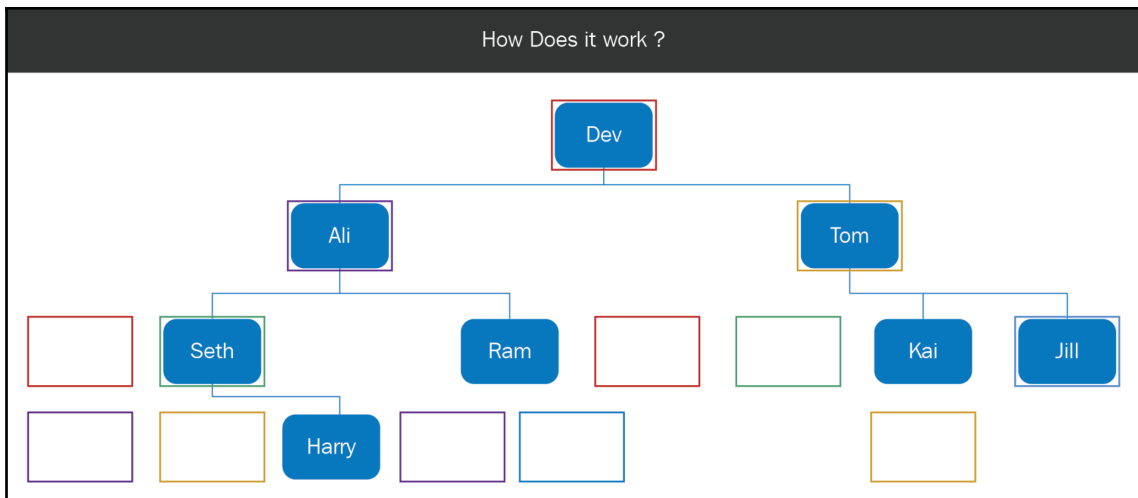 How Does it work ?
Dev
Ali
Tom
Seth
Ram
Kai
Jill
Harry